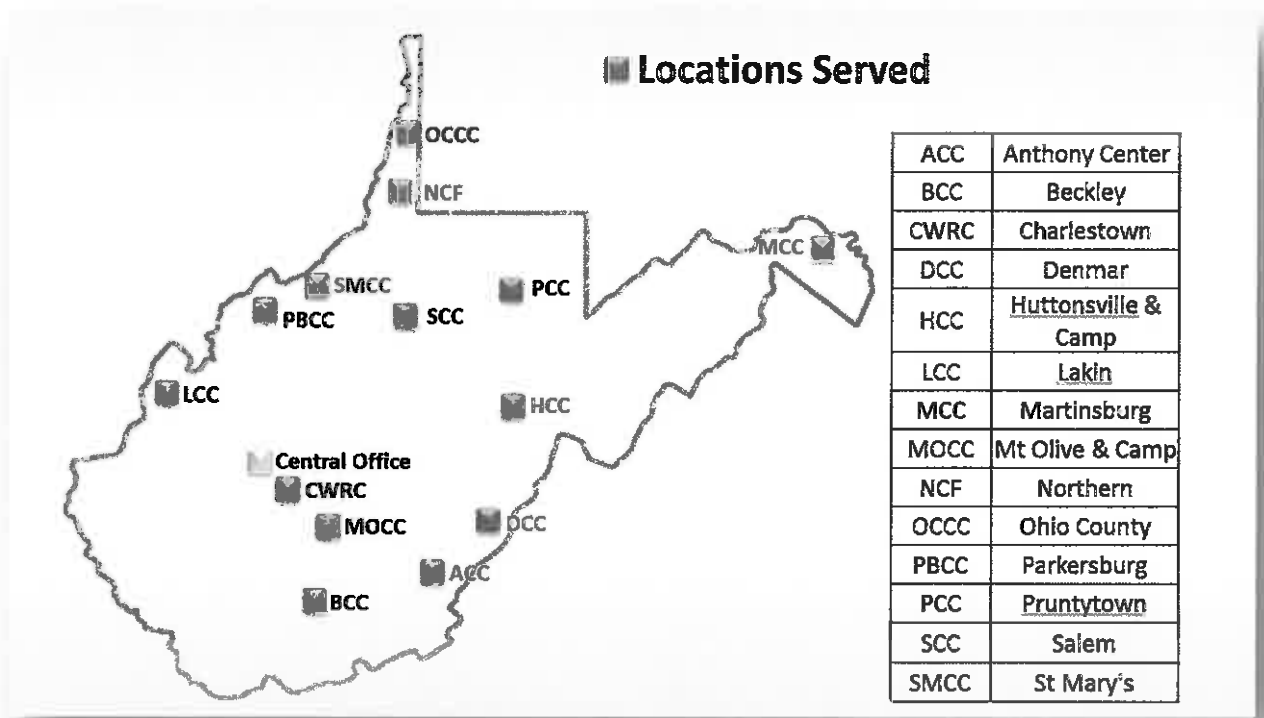 Locations Served
OCCC
NCF
MCC
SMCC
PCC
PBCC
SCC
LCC
HCC
Central Office
CWRC
MOCC
DCC
ACC
BCC
ACC Anthony Center
BCC Beckley
CWRC Charlestown
DCC Denmar
HCC Huttonsville &
Camp
LCC Lakin
MCC Martinsburg
MOCC Mt Olive & Camp
NCF Northern
OCCC Ohio County
PBCC Parkersburg
PCC Pruntytown
SCC Salem
SMCC St Mary's